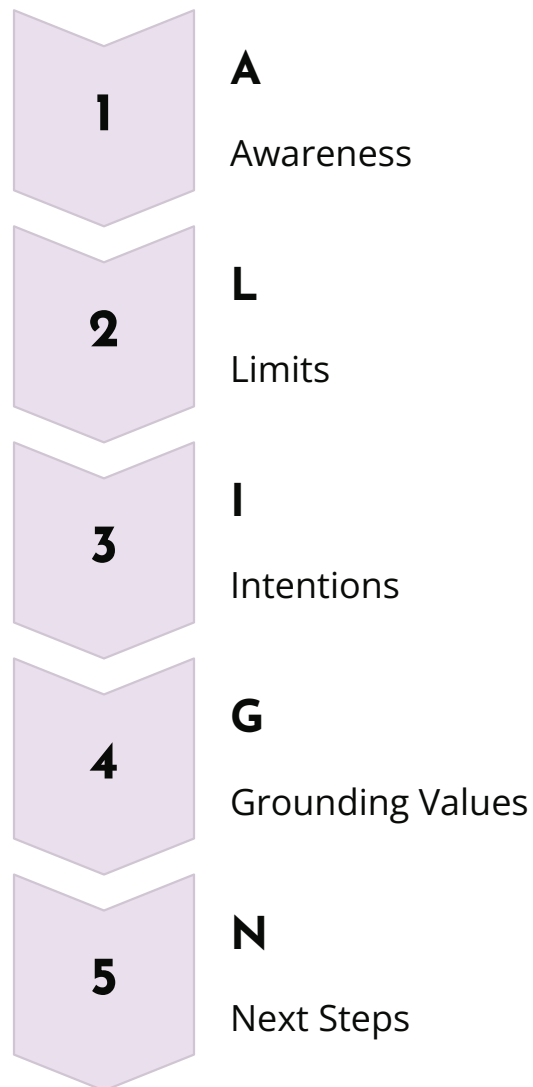 1
A
Awareness
2
L
Limits
3
I
Intentions
4
G
Grounding Values
5
N
Next Steps